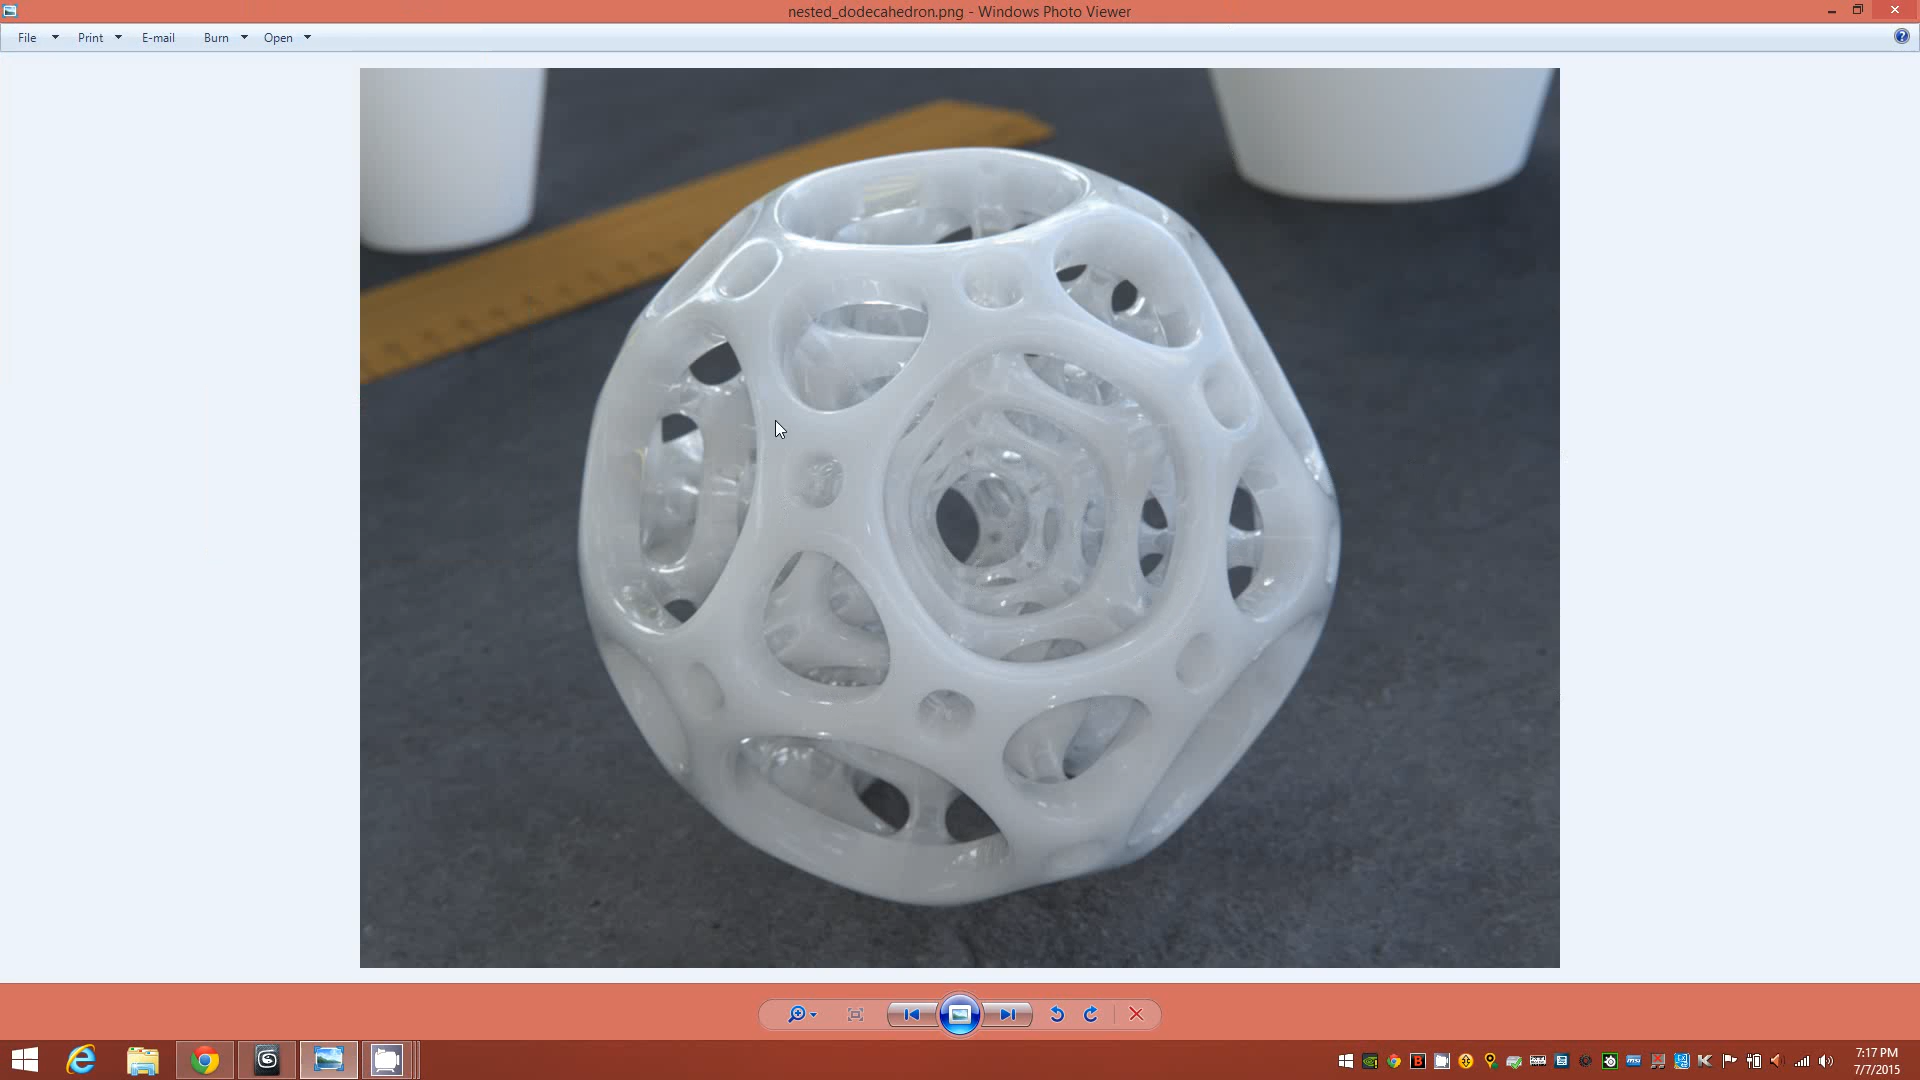 nested_dodecahedron.png - Windows Photo Viewer
File Print E-mail Burn Open
7:17 PM
7/7/2015